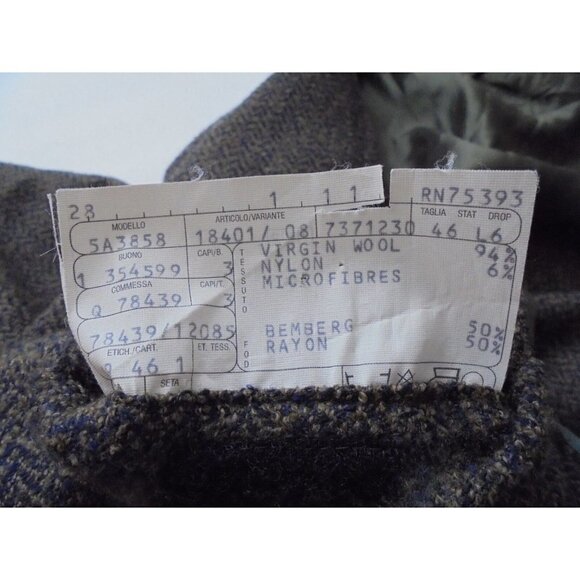 28 1 1 1 RN75393
MODELLO ARTICOLO/VARIANTE TAGLIA STAT DROP
5A3858 18401/ 08 7371230 46 L6
BUONO CAPI/B. TESSUTO VIRGIN WOOL 94%
1 354599 3 NYLON 6%
COMMESSA CAPI/T. MICROFIBRES
Q 78439 3
78439/12085 FOD BEMBERG 50%
ETICH./CART. ET. TESS RAYON 50%
46 1
SETA